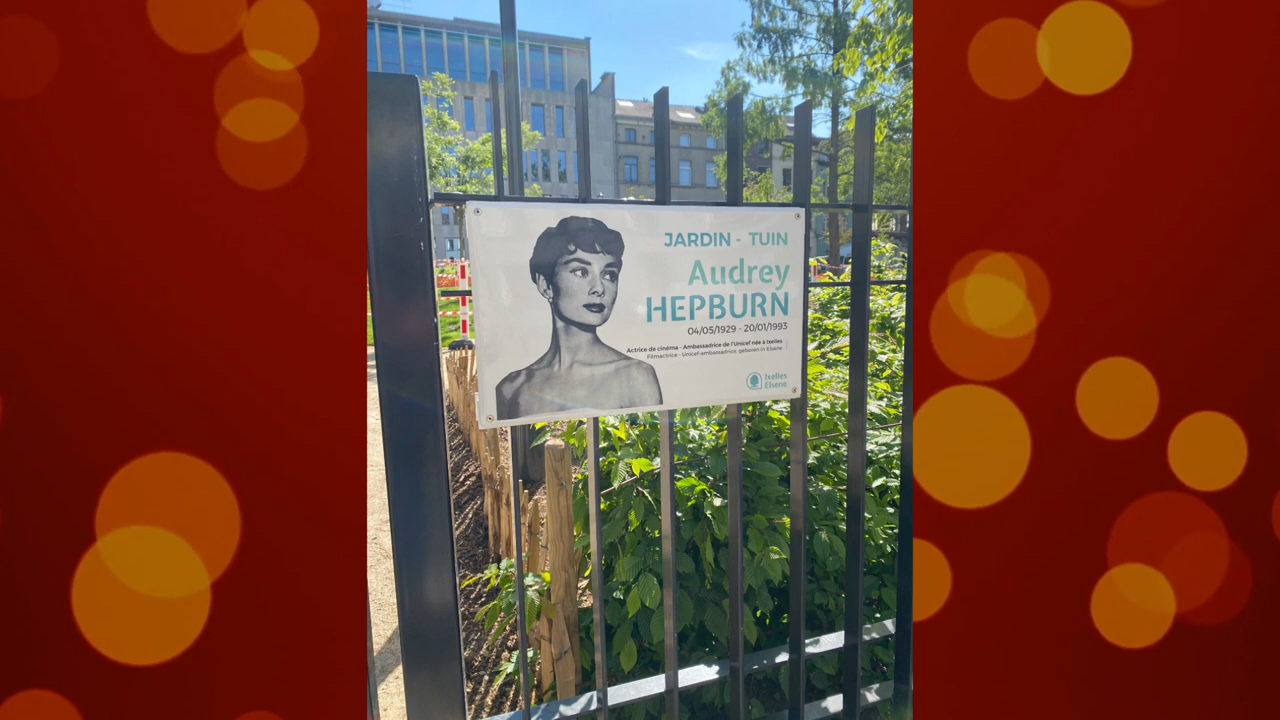 JARDIN - TUIN
Audrey
HEPBURN
04/05/1929 - 20/01/1993
Actrice de cinéma - Ambassadrice de l'Unicef née à Ixelles
Filmactrice - Unicef-ambassadrice, geboren in Elsene
Ixelles
Elsene